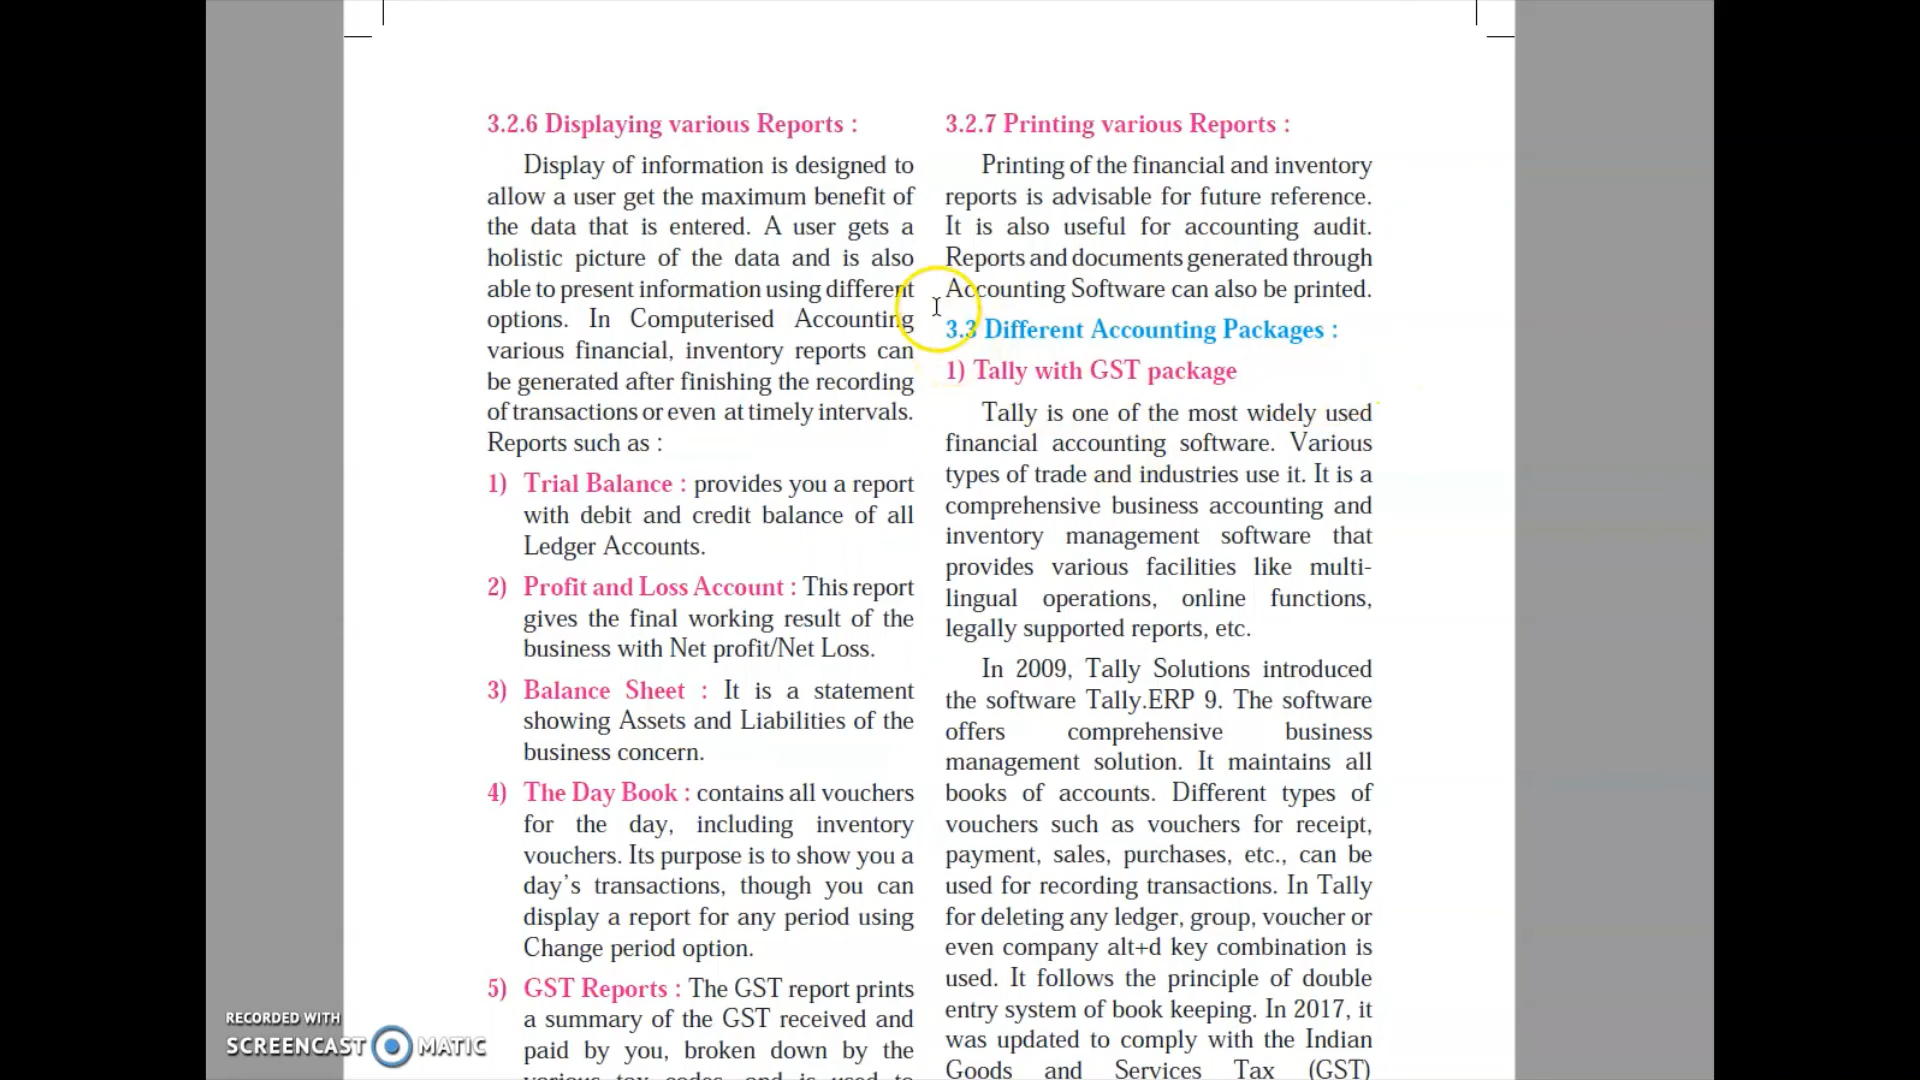 3.2.6 Displaying various Reports :
Display of information is designed to
allow a user get the maximum benefit of
the data that is entered. A user gets a
holistic picture of the data and is also
able to present information using different
options. In Computerised Accounting
various financial, inventory reports can
be generated after finishing the recording
of transactions or even at timely intervals.
Reports such as :
1) Trial Balance : provides you a report
with debit and credit balance of all
Ledger Accounts.
2) Profit and Loss Account : This report
gives the final working result of the
business with Net profit/Net Loss.
3) Balance Sheet : It is a statement
showing Assets and Liabilities of the
business concern.
4) The Day Book : contains all vouchers
for the day, including inventory
vouchers. Its purpose is to show you a
day’s transactions, though you can
display a report for any period using
Change period option.
5) GST Reports : The GST report prints
a summary of the GST received and
paid by you, broken down by the
various tax codes, and is used to
3.2.7 Printing various Reports :
Printing of the financial and inventory
reports is advisable for future reference.
It is also useful for accounting audit.
Reports and documents generated through
Accounting Software can also be printed.
3.3 Different Accounting Packages :
1) Tally with GST package
Tally is one of the most widely used
financial accounting software. Various
types of trade and industries use it. It is a
comprehensive business accounting and
inventory management software that
provides various facilities like multi-
lingual operations, online functions,
legally supported reports, etc.
In 2009, Tally Solutions introduced
the software Tally.ERP 9. The software
offers comprehensive business
management solution. It maintains all
books of accounts. Different types of
vouchers such as vouchers for receipt,
payment, sales, purchases, etc., can be
used for recording transactions. In Tally
for deleting any ledger, group, voucher or
even company alt+d key combination is
used. It follows the principle of double
entry system of book keeping. In 2017, it
was updated to comply with the Indian
Goods and Services Tax (GST)
RECORDED WITH
SCREENCAST MATIC